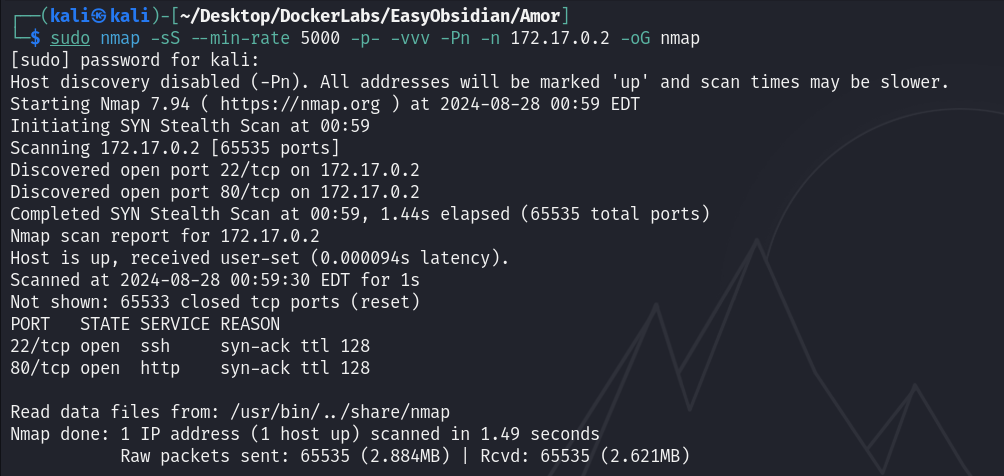 ┌──(kali㉿kali)-[~/Desktop/DockerLabs/EasyObsidian/Amor]
└─$ sudo nmap -sS --min-rate 5000 -p- -vvv -Pn -n 172.17.0.2 -oG nmap
[sudo] password for kali:
Host discovery disabled (-Pn). All addresses will be marked 'up' and scan times may be slower.
Starting Nmap 7.94 ( https://nmap.org ) at 2024-08-28 00:59 EDT
Initiating SYN Stealth Scan at 00:59
Scanning 172.17.0.2 [65535 ports]
Discovered open port 22/tcp on 172.17.0.2
Discovered open port 80/tcp on 172.17.0.2
Completed SYN Stealth Scan at 00:59, 1.44s elapsed (65535 total ports)
Nmap scan report for 172.17.0.2
Host is up, received user-set (0.000094s latency).
Scanned at 2024-08-28 00:59:30 EDT for 1s
Not shown: 65533 closed tcp ports (reset)
PORT   STATE SERVICE REASON
22/tcp open  ssh     syn-ack ttl 128
80/tcp open  http    syn-ack ttl 128
Read data files from: /usr/bin/../share/nmap
Nmap done: 1 IP address (1 host up) scanned in 1.49 seconds
           Raw packets sent: 65535 (2.884MB) | Rcvd: 65535 (2.621MB)